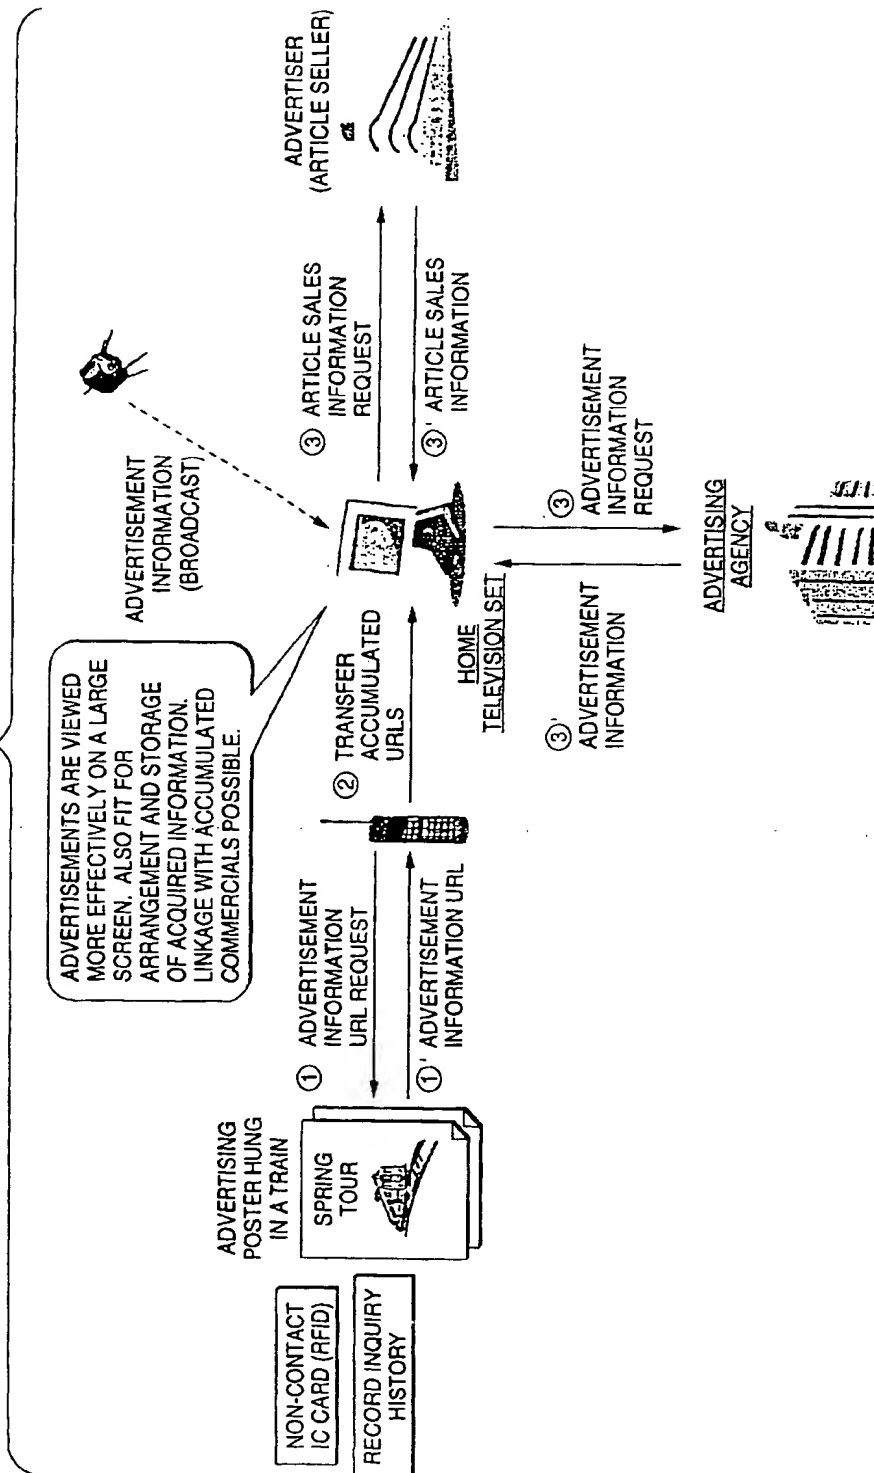 NON-CONTACT
IC CARD (RFID)
RECORD INQUIRY
HISTORY
ADVERTISING
POSTER HUNG
IN A TRAIN
SPRING
TOUR
① ADVERTISEMENT
INFORMATION
URL REQUEST
①' ADVERTISEMENT
INFORMATION URL
ADVERTISEMENTS ARE VIEWED
MORE EFFECTIVELY ON A LARGE
SCREEN. ALSO FIT FOR
ARRANGEMENT AND STORAGE
OF ACQUIRED INFORMATION.
LINKAGE WITH ACCUMULATED
COMMERCIALS POSSIBLE.
② TRANSFER
ACCUMULATED
URLS
HOME
TELEVISION SET
ADVERTISEMENT
INFORMATION
(BROADCAST)
③ ARTICLE SALES
INFORMATION
REQUEST
③' ARTICLE SALES
INFORMATION
ADVERTISER
(ARTICLE SELLER)
③' ADVERTISEMENT
INFORMATION
③ ADVERTISEMENT
INFORMATION
REQUEST
ADVERTISING
AGENCY